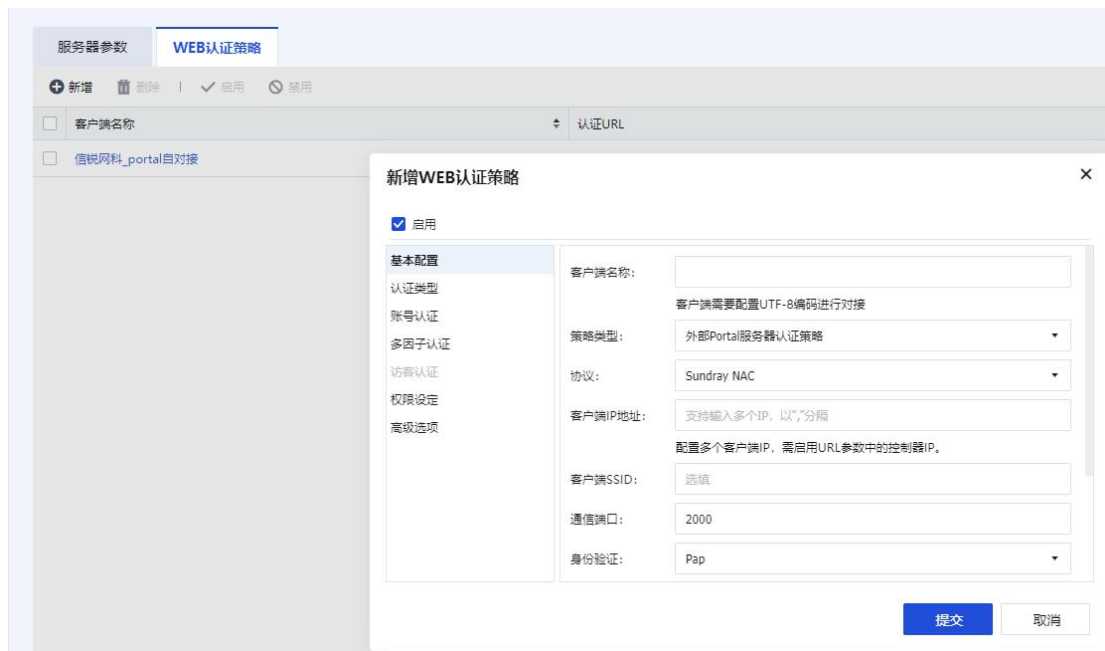 服务器参数 WEB认证策略
新增 删除 启用 禁用
客户端名称 认证URL
信锐网科_portal自对接
新增WEB认证策略
启用
基本配置
认证类型
账号认证
多因子认证
访客认证
权限设定
高级选项
客户端名称：
客户端需要配置UTF-8编码进行对接
策略类型： 外部Portal服务器认证策略
协议： Sundray NAC
客户端IP地址： 支持输入多个IP，以","分隔
配置多个客户端IP，需启用URL参数中的控制器IP。
客户端SSID： 选填
通信端口： 2000
身份验证： Pap
提交 取消